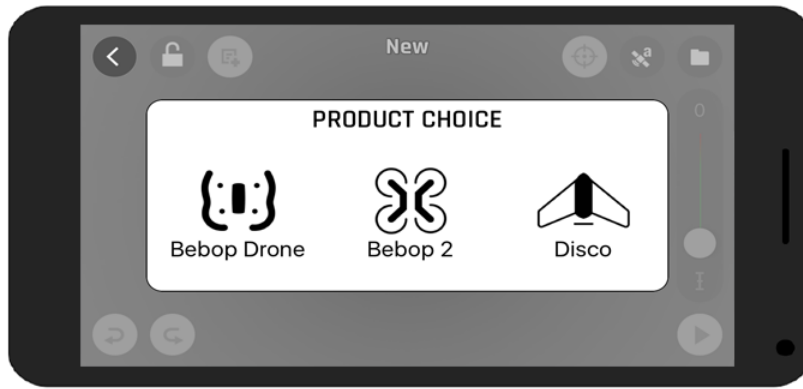 New
a
0
PRODUCT CHOICE
Bebop Drone
Bebop 2
Disco